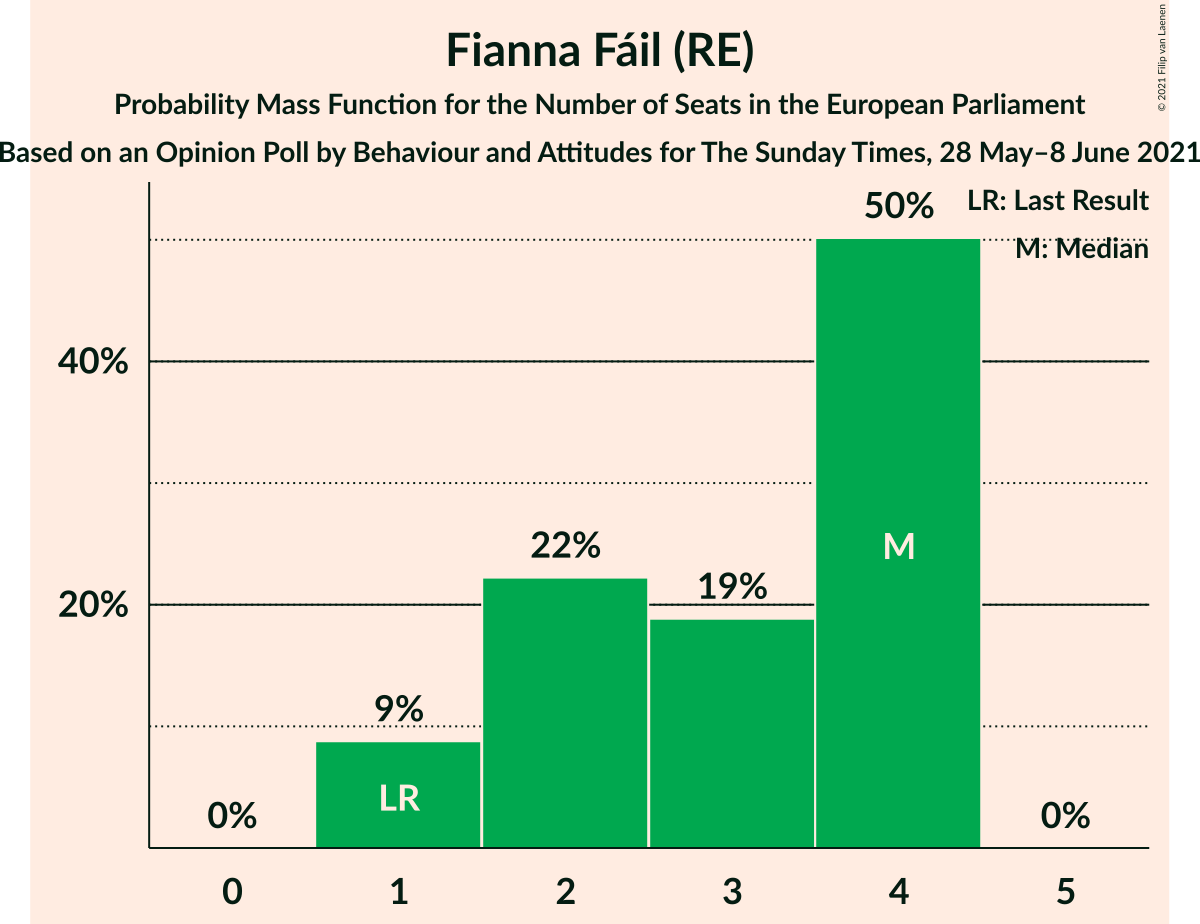 Fianna Fáil (RE)
Probability Mass Function for the Number of Seats in the European Parliament
Based on an Opinion Poll by Behaviour and Attitudes for The Sunday Times, 28 May–8 June 2021
© 2021 Filip van Laenen
LR: Last Result
M: Median
50%
40%
22%
19%
20%
9%
0%
0%
M
LR
0 1 2 3 4 5